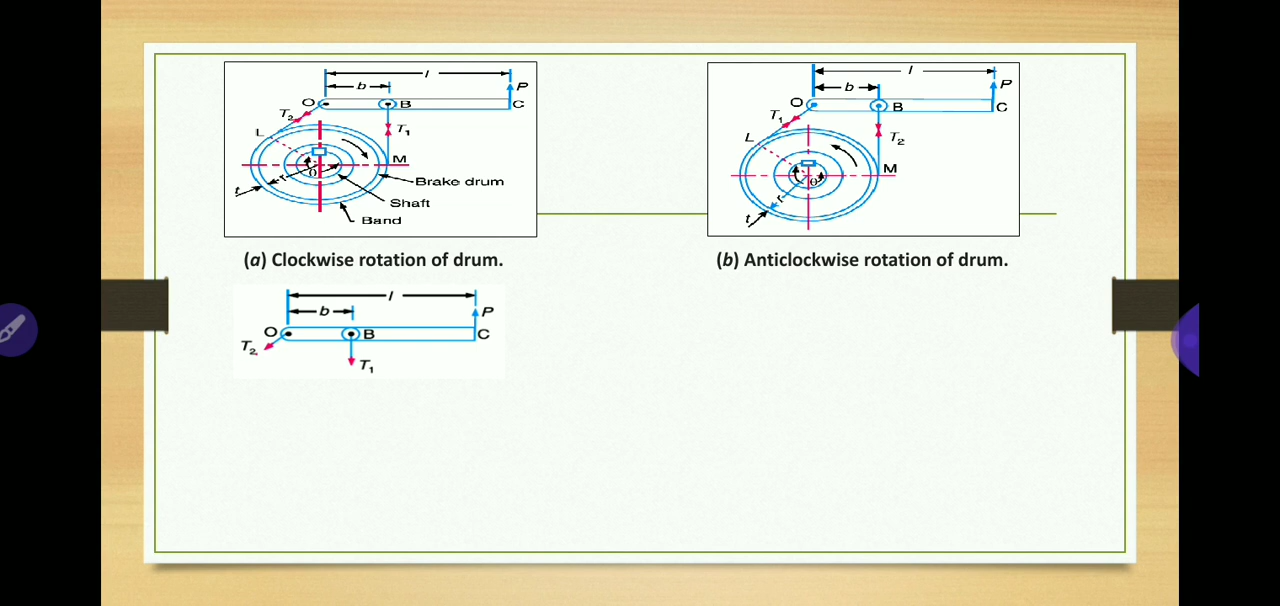 l
b
P
O
B
C
T₂
T₁
L
M
θ
r
t
Brake drum
Shaft
Band
(a) Clockwise rotation of drum.
l
b
P
O
B
C
T₁
T₂
L
M
θ
r
t
(b) Anticlockwise rotation of drum.
l
b
P
O
B
C
T₂
T₁